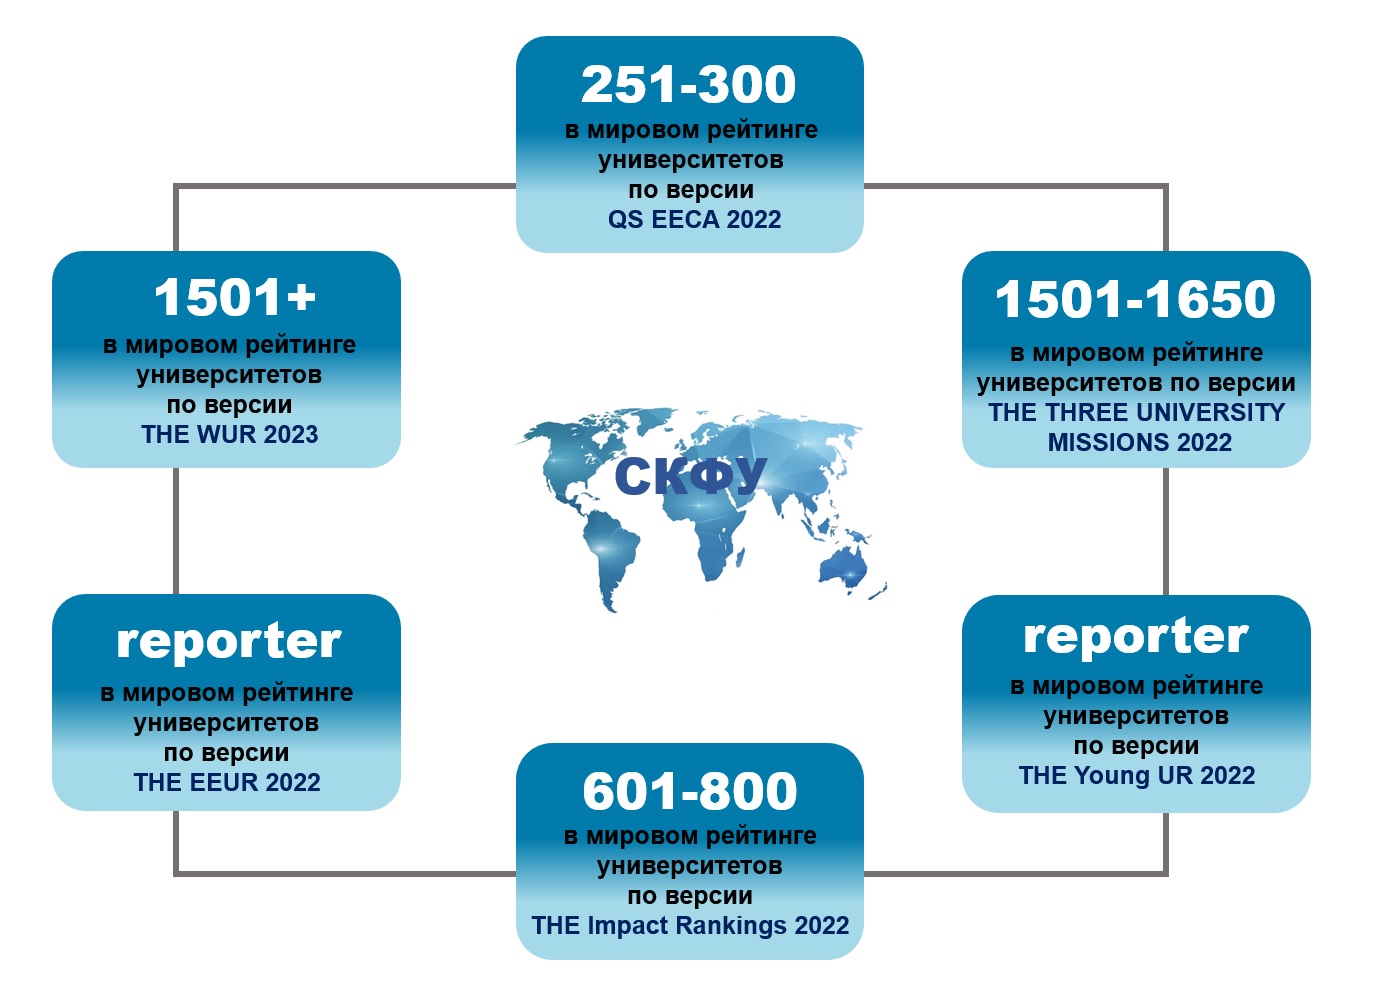 251-300
в мировом рейтинге
университетов
по версии
QS EECA 2022
1501+
в мировом рейтинге
университетов
по версии
THE WUR 2023
1501-1650
в мировом рейтинге
университетов по версии
THE THREE UNIVERSITY
MISSIONS 2022
СКФУ
reporter
в мировом рейтинге
университетов
по версии
THE EEUR 2022
reporter
в мировом рейтинге
университетов
по версии
THE Young UR 2022
601-800
в мировом рейтинге
университетов
по версии
THE Impact Rankings 2022